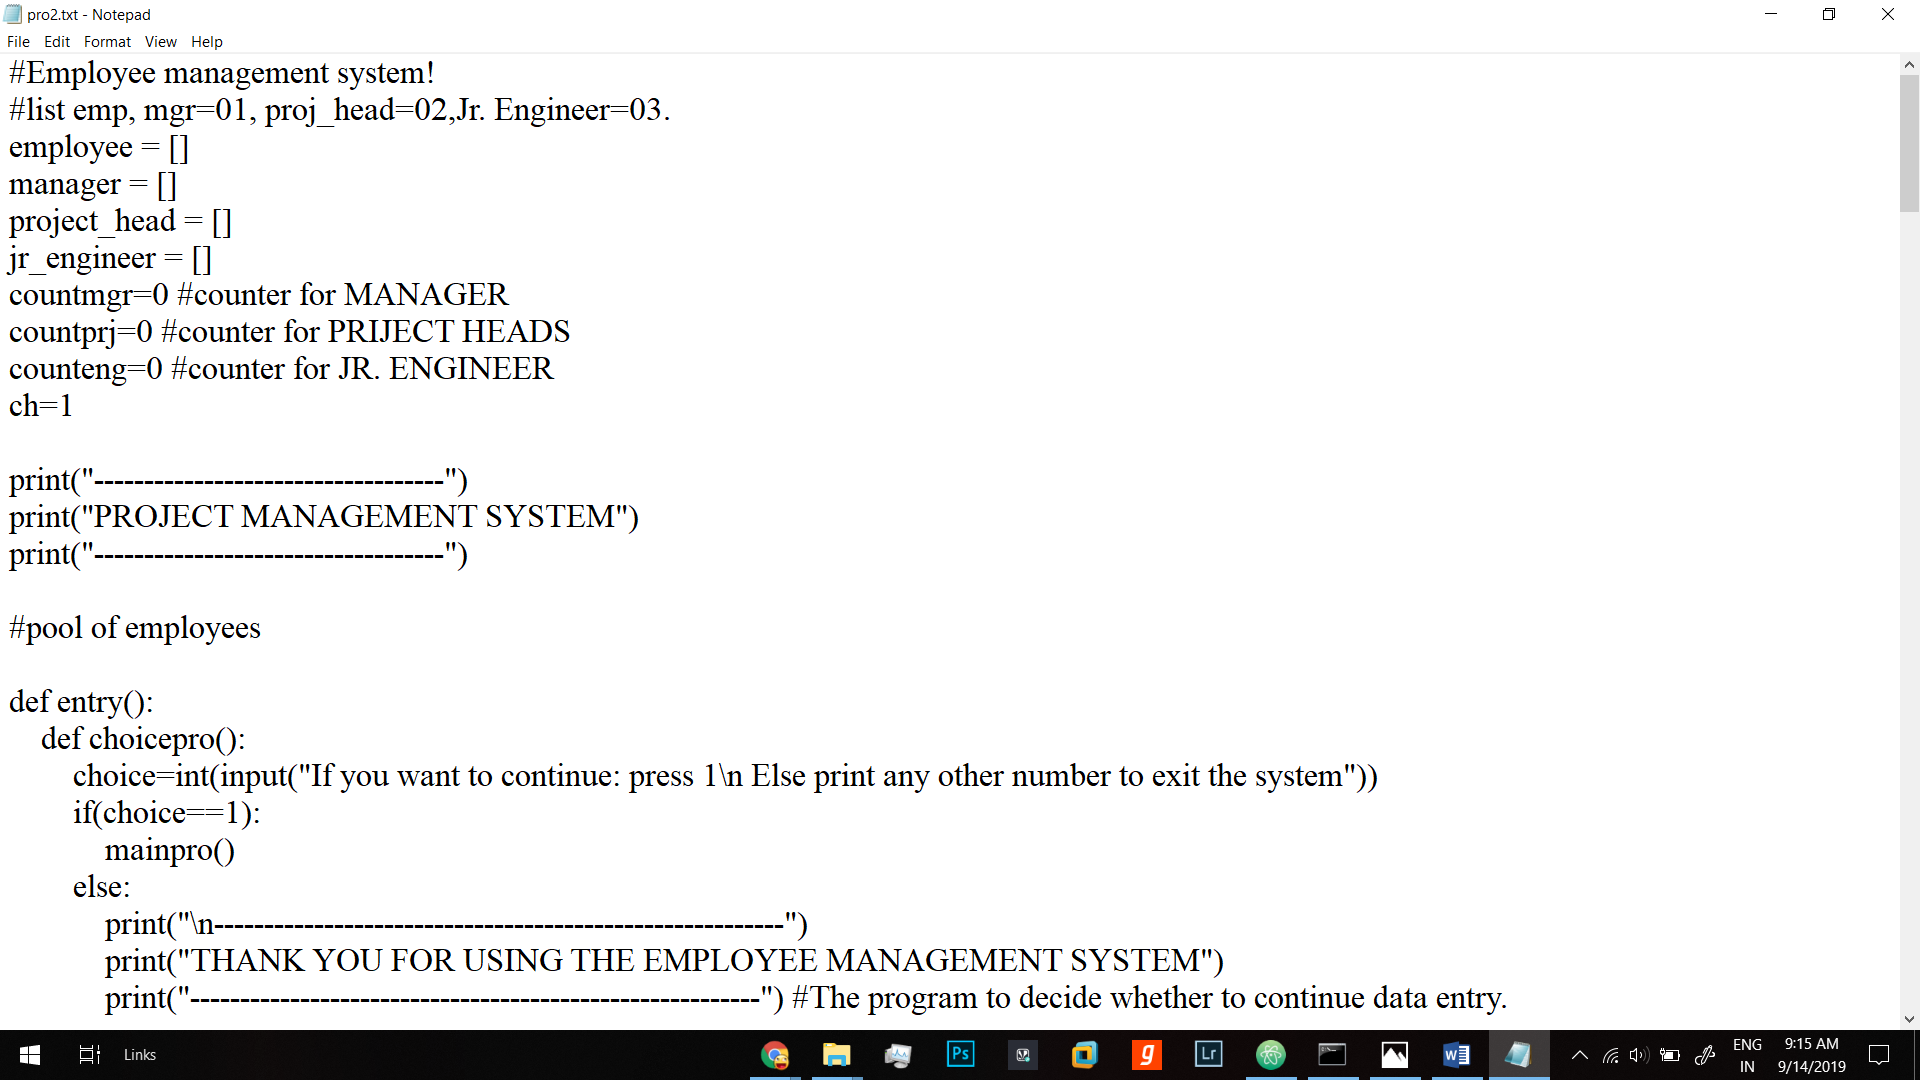 pro2.txt - Notepad
File Edit Format View Help
#Employee management system!
#list emp, mgr=01, proj_head=02,Jr. Engineer=03.
employee = []
manager = []
project_head = []
jr_engineer = []
countmgr=0 #counter for MANAGER
countprj=0 #counter for PRIJECT HEADS
counteng=0 #counter for JR. ENGINEER
ch=1
print("-----------------------------------")
print("PROJECT MANAGEMENT SYSTEM")
print("-----------------------------------")
#pool of employees
def entry():
    def choicepro():
        choice=int(input("If you want to continue: press 1\n Else print any other number to exit the system"))
        if(choice==1):
            mainpro()
        else:
            print("\n---------------------------------------------------------")
            print("THANK YOU FOR USING THE EMPLOYEE MANAGEMENT SYSTEM")
            print("---------------------------------------------------------") #The program to decide whether to continue data entry.
Links
Ps
g
Lr
W
ENG
IN
9:15 AM
9/14/2019